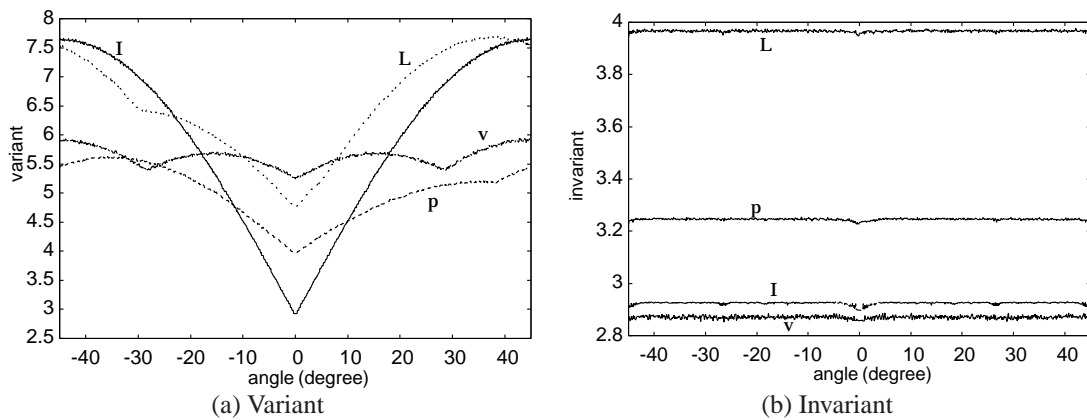 8
7.5
7
6.5
6
5.5
5
4.5
4
3.5
3
2.5
variant
I
L
v
p
-40 -30 -20 -10 0 10 20 30 40
angle (degree)
(a) Variant
4
3.8
3.6
3.4
3.2
3
2.8
invariant
L
p
I
v
-40 -30 -20 -10 0 10 20 30 40
angle (degree)
(b) Invariant